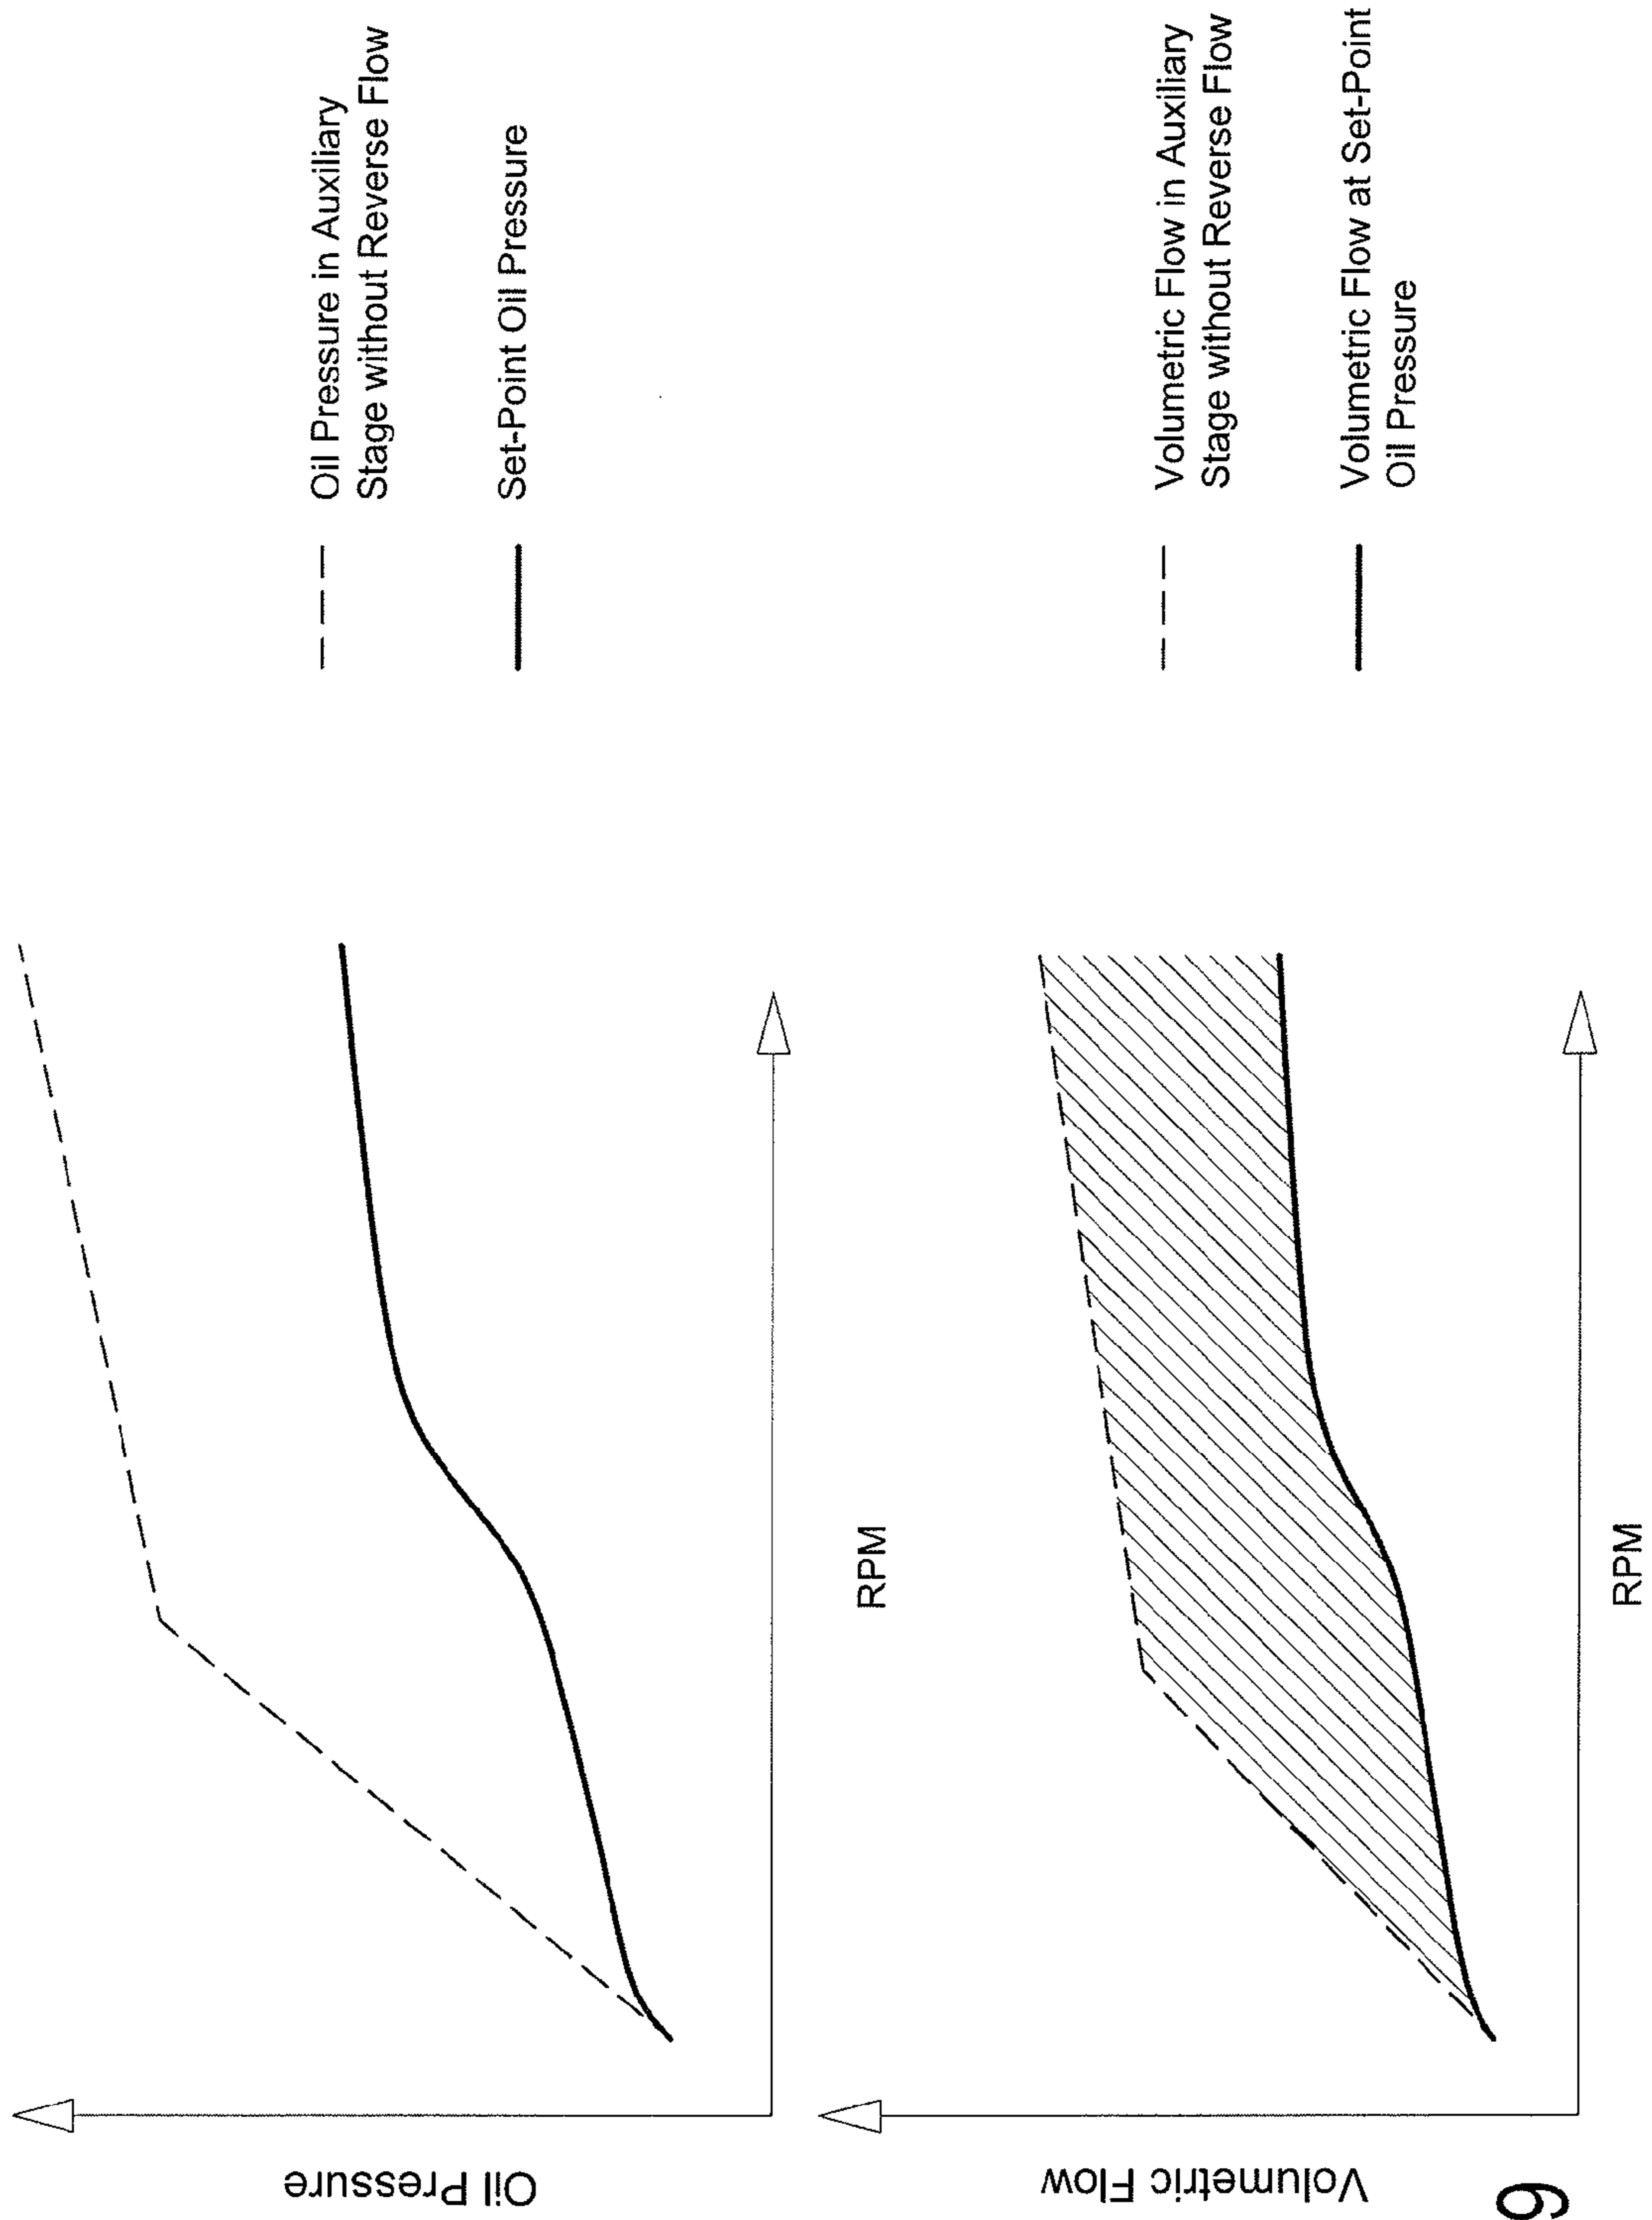 Oil Pressure
RPM
Oil Pressure in Auxiliary
Stage without Reverse Flow
Set-Point Oil Pressure
Volumetric Flow
RPM
Volumetric Flow in Auxiliary
Stage without Reverse Flow
Volumetric Flow at Set-Point
Oil Pressure
6